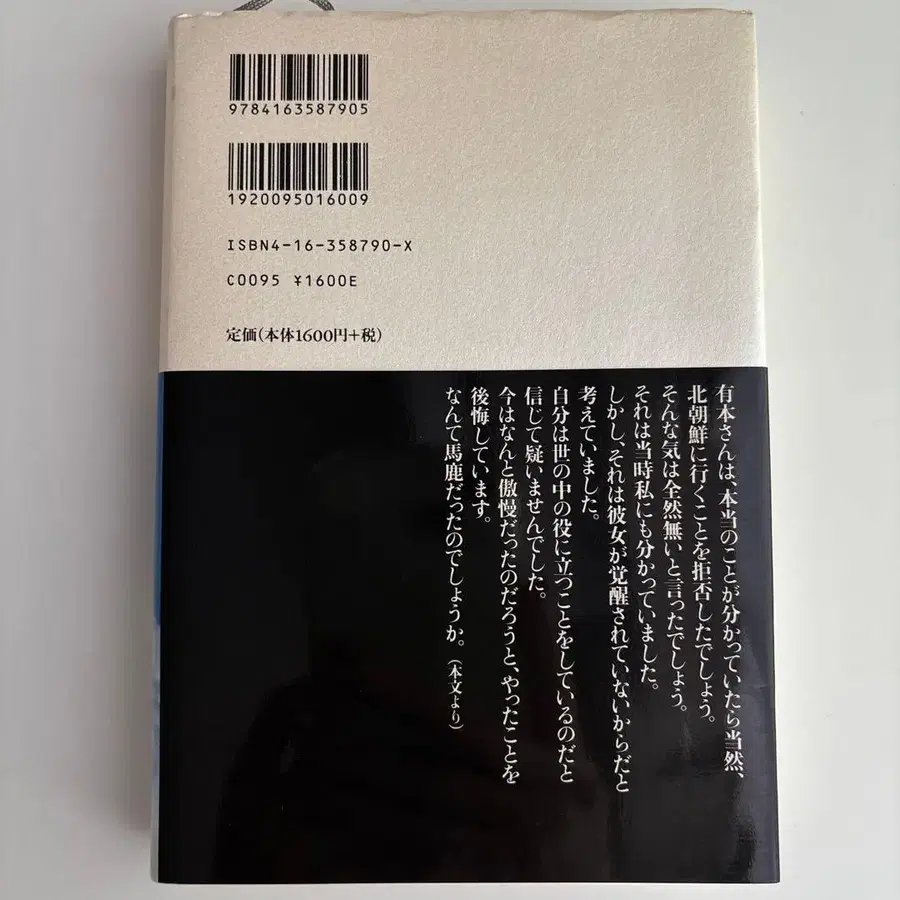 9784163587905
1920095016009
ISBN4-16-358790-X
C0095 ¥1600E
定価(本体1600円+税)
有本さんは、本当のことが分かっていたら当然、
北朝鮮に行くことを拒否したでしょう。
そんな気は全然無いと言ったでしょう。
それは当時私にも分かっていました。
しかし、それは彼女が覚醒されていないからだと
考えていました。
自分は世の中の役に立つことをしているのだと
信じて疑いませんでした。
今はなんと傲慢だったのだろうと、やったことを
後悔しています。
なんて馬鹿だったのでしょうか。(本文より)